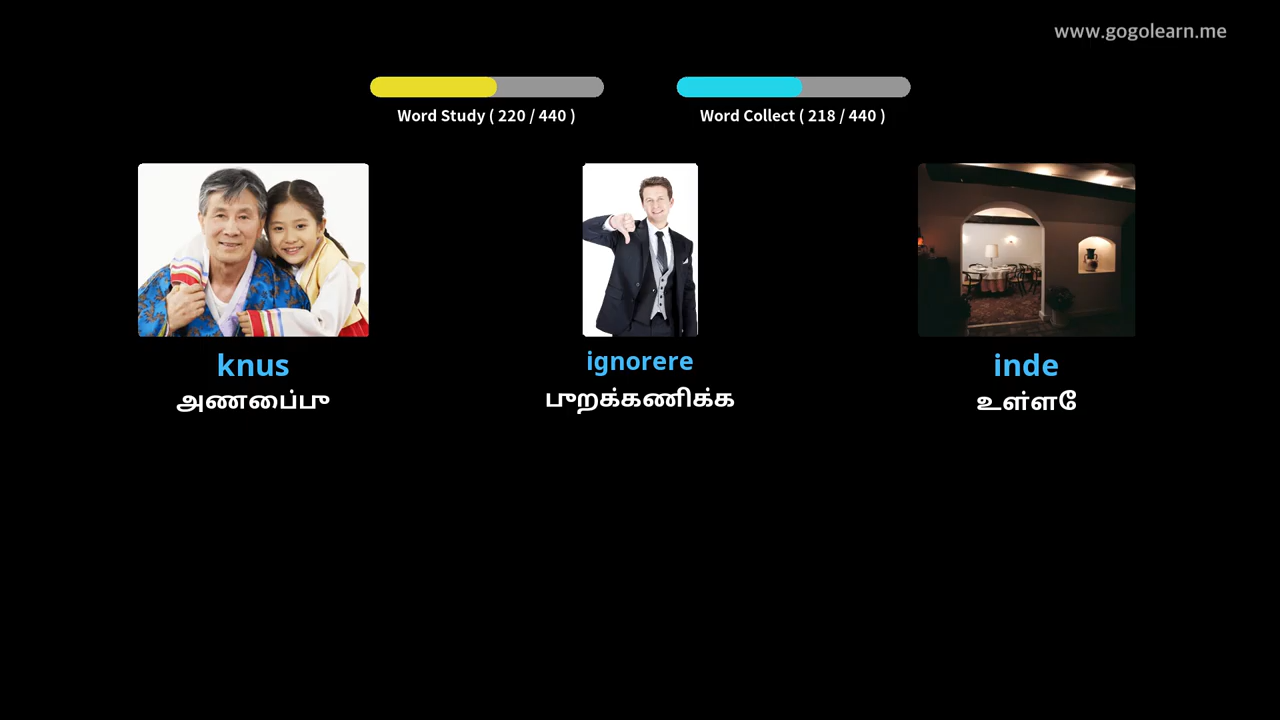 www.gogolearn.me
Word Study ( 220 / 440 )
Word Collect ( 218 / 440 )
knus
அணைப்பு
ignorere
புறக்கணிக்க
inde
உள்ளே